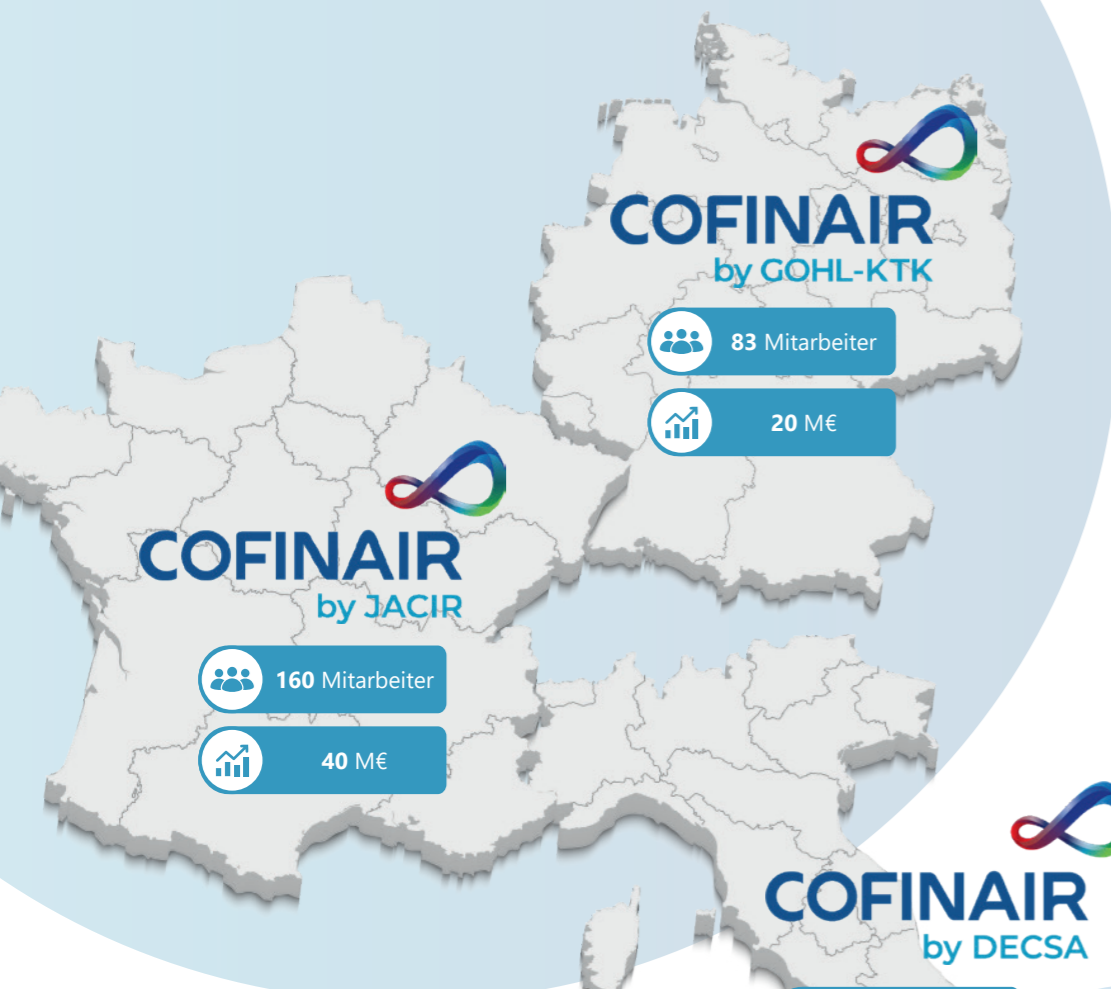 COFINAIR
by GOHL-KTK
83 Mitarbeiter
20 M€
COFINAIR
by JACIR
160 Mitarbeiter
40 M€
COFINAIR
by DECSA